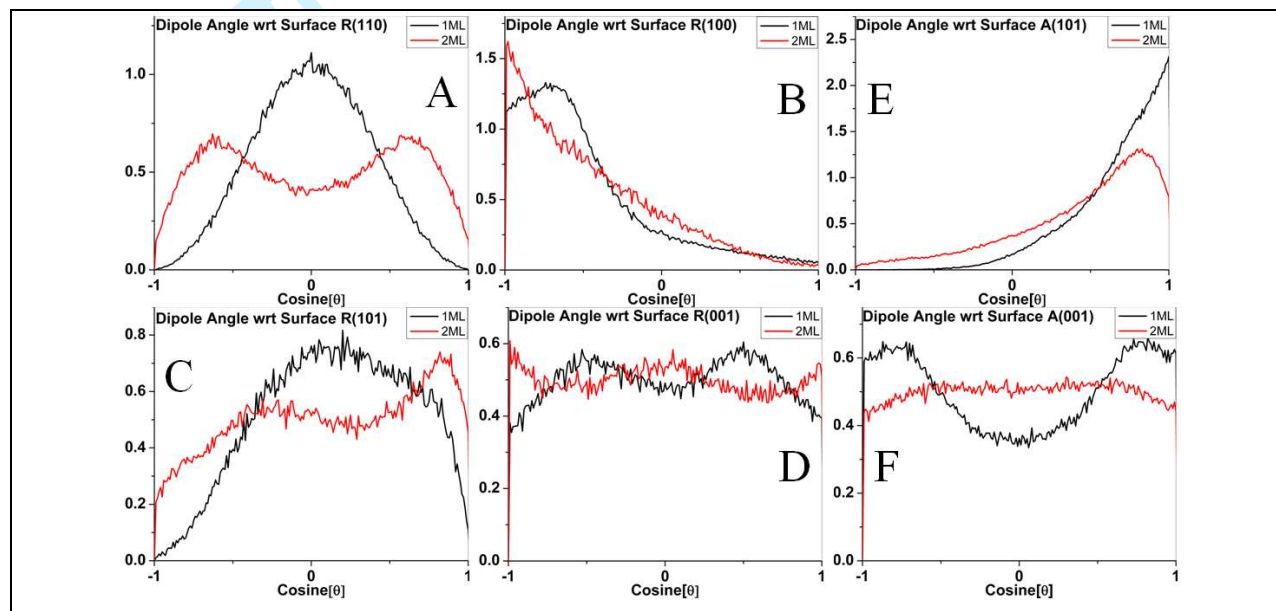 Dipole Angle wrt Surface R(110)
1ML
2ML
A
1.0
0.5
0.0
-1
0
1
Cosine[θ]
Dipole Angle wrt Surface R(100)
1ML
2ML
B
1.5
1.0
0.5
0.0
-1
0
1
Cosine[θ]
Dipole Angle wrt Surface A(101)
1ML
2ML
E
2.5
2.0
1.5
1.0
0.5
0.0
-1
0
1
Cosine[θ]
Dipole Angle wrt Surface R(101)
1ML
2ML
C
0.8
0.6
0.4
0.2
0.0
-1
0
1
Cosine[θ]
Dipole Angle wrt Surface R(001)
1ML
2ML
D
0.6
0.4
0.2
0.0
-1
0
1
Cosine[θ]
Dipole Angle wrt Surface A(001)
1ML
2ML
F
0.6
0.4
0.2
0.0
-1
0
1
Cosine[θ]